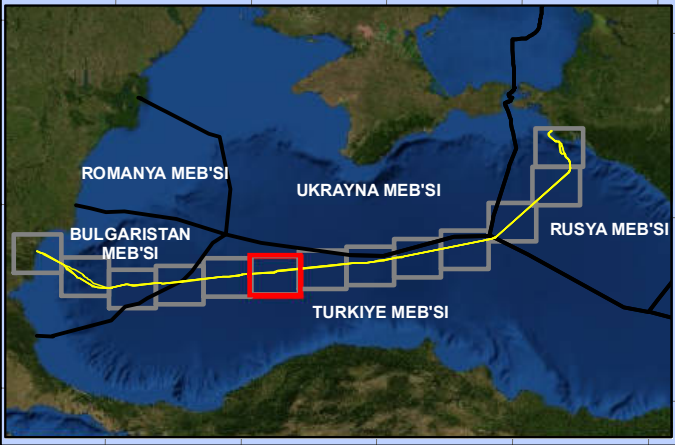 ROMANYA MEB'SI
UKRAYNA MEB'SI
BULGARISTAN
MEB'SI
RUSYA MEB'SI
TURKIYE MEB'SI